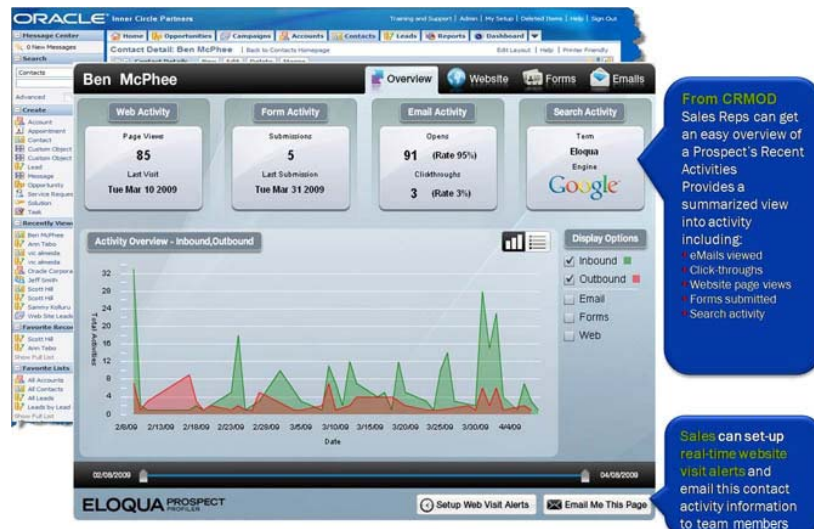 ORACLE Inner Circle Partners
Training and Support | Admin | My Setup | Deleted Items | Help | Sign Out
Message Center
0 New Messages
Search
Contacts
Advanced
Create
Account
Appointment
Contact
Custom Object
Custom Object
Lead
Message
Opportunity
Service Reques
Solution
Task
Recently View
Ben McPhee
Ann Tabo
vic almeida
vic almeida
Oracle Corpora
Jeff Smith
Scott Hill
Scott Hill
Sammy Kolluru
Web Site Leads
Favorite Recor
Scott Hill
Ann Tabo
Show Full List
Favorite Lists
All Accounts
All Contacts
All Leads
Leads by Lead
Show Full List
Home Opportunities Campaigns Accounts Contacts Leads Reports Dashboard
Contact Detail: Ben McPhee | Back to Contacts Homepage
Edit Layout | Help | Printer Friendly
Ben McPhee
Overview Website Forms Emails
Web Activity
Page Views
85
Last Visit
Tue Mar 10 2009
Form Activity
Submissions
5
Last Submission
Tue Mar 31 2009
Email Activity
Opens
91 (Rate 95%)
Clickthroughs
3 (Rate 3%)
Search Activity
Term
Eloqua
Engine
Google
Activity Overview - Inbound,Outbound
Display Options
Inbound
Outbound
Email
Forms
Web
Total Activities
32
28
24
20
16
12
8
4
0
2/8/09 2/13/09 2/18/09 2/23/09 2/28/09 3/5/09 3/10/09 3/15/09 3/20/09 3/25/09 3/30/09 4/4/09
Date
02/08/2009
04/08/2009
ELOQUA PROSPECT PROFILER
Setup Web Visit Alerts
Email Me This Page
From CRMOD
Sales Reps can get
an easy overview of
a Prospect's Recent
Activities
Provides a
summarized view
into activity
including:
eMails viewed
Click-throughs
Website page views
Forms submitted
Search activity
Sales can set-up
real-time website
visit alerts and
email this contact
activity information
to team members